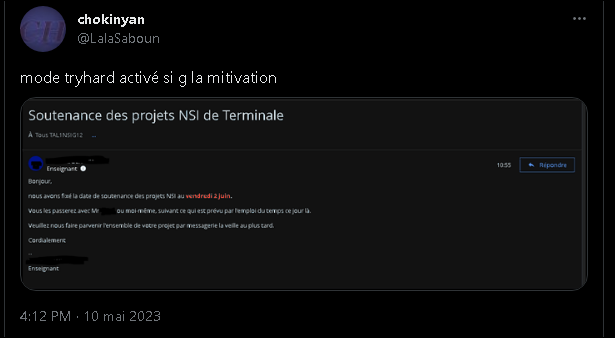 chokinyan
@LalaSaboun
mode tryhard activé si g la mitivation
Soutenance des projets NSI de Terminale
À Tous TAL1NSIG12 ...
Enseignant
10:55
Répondre
Bonjour,
nous avons fixé la date de soutenance des projets NSI au vendredi 2 juin.
Vous les passerez avec Mr ou moi-même, suivant ce qui est prévu par l'emploi du temps ce jour là.
Veuillez nous faire parvenir l'ensemble de votre projet par messagerie la veille au plus tard.
Cordialement
--
Enseignant
4:12 PM · 10 mai 2023